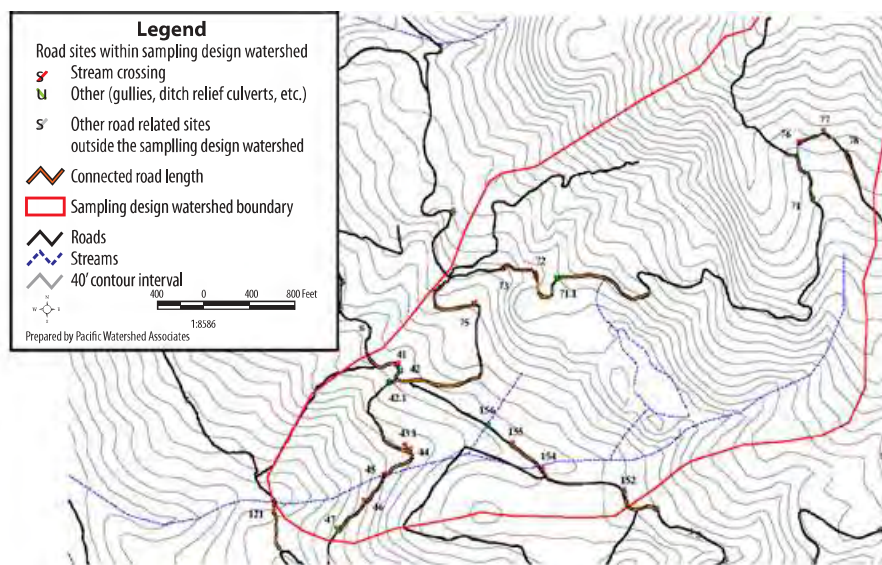 Legend
Road sites within sampling design watershed
Stream crossing
Other (gullies, ditch relief culverts, etc.)
Other road related sites
outside the samplling design watershed
Connected road length
Sampling design watershed boundary
Roads
Streams
40' contour interval
400 0 400 800 Feet
1:8586
N
W E
S
Prepared by Pacific Watershed Associates
77
76
78
71
72
73
71.1
75
41
42
42.1
156
43.1
155
44
154
45
152
46
121
47